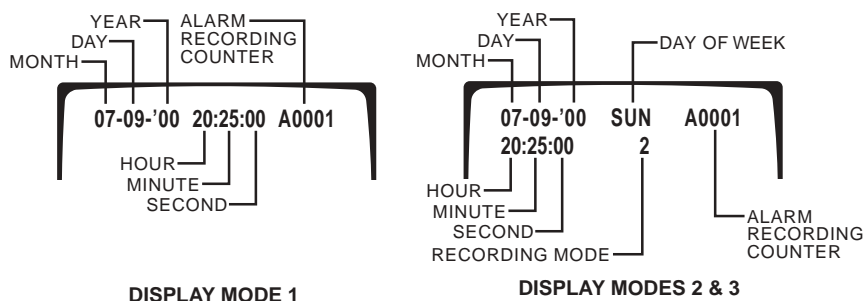 YEAR
DAY
MONTH
ALARM
RECORDING
COUNTER
07-09-’00 20:25:00 A0001
HOUR
MINUTE
SECOND
DISPLAY MODE 1
YEAR
DAY
MONTH
DAY OF WEEK
07-09-’00 SUN A0001
20:25:00 2
HOUR
MINUTE
SECOND
RECORDING MODE
ALARM
RECORDING
COUNTER
DISPLAY MODES 2 & 3